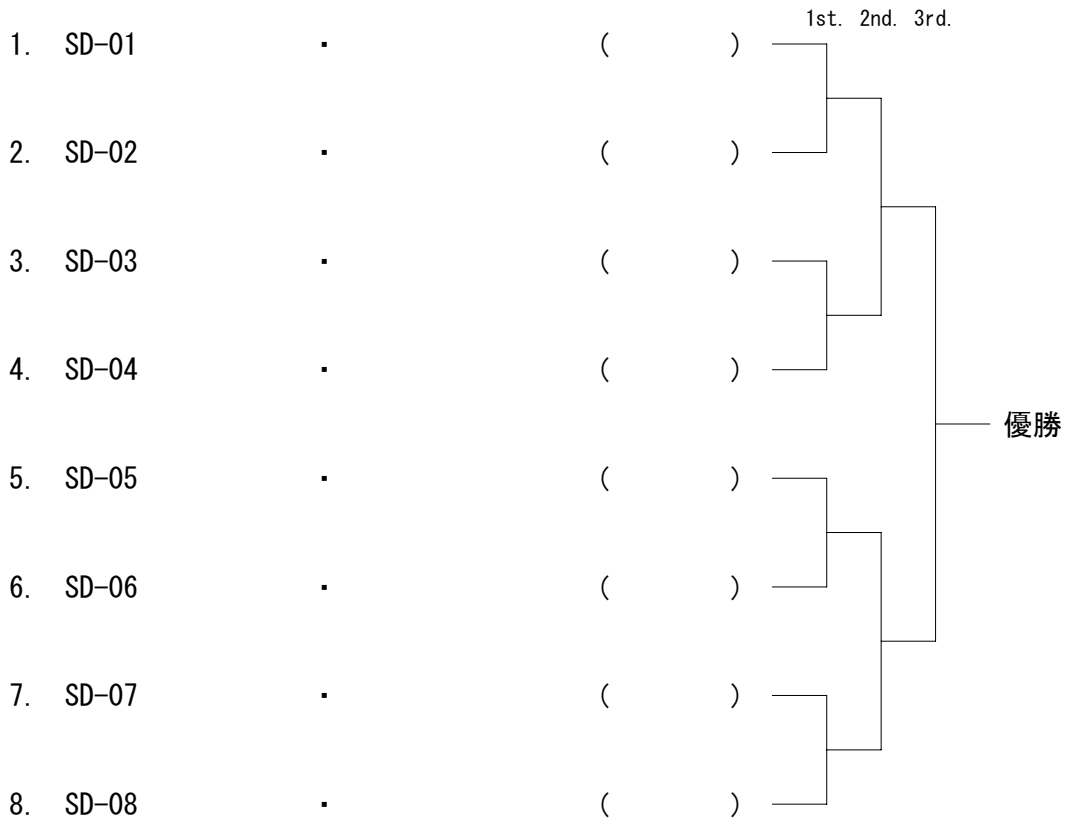 1st. 2nd. 3rd.
1. SD-01 ・ ( )
2. SD-02 ・ ( )
3. SD-03 ・ ( )
4. SD-04 ・ ( )
優勝
5. SD-05 ・ ( )
6. SD-06 ・ ( )
7. SD-07 ・ ( )
8. SD-08 ・ ( )